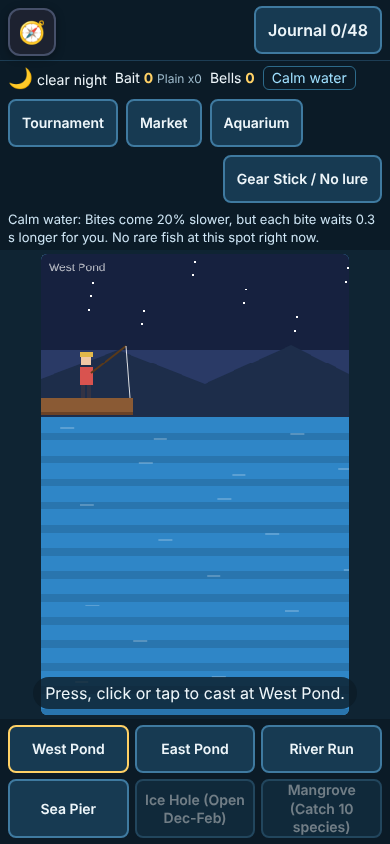 Journal 0/48
clear night Bait 0 Plain x0 Bells 0 Calm water
Tournament Market Aquarium
Gear Stick / No lure
Calm water: Bites come 20% slower, but each bite waits 0.3
s longer for you. No rare fish at this spot right now.
West Pond
Press, click or tap to cast at West Pond.
West Pond East Pond River Run
Sea Pier
Ice Hole (Open
Dec-Feb)
Mangrove
(Catch 10
species)